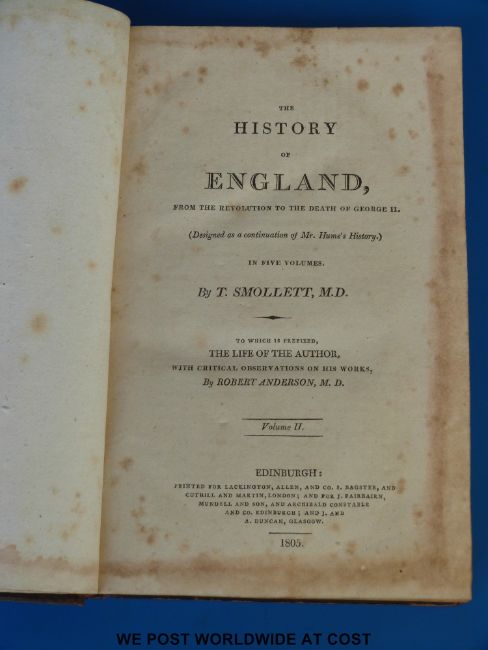 THE
HISTORY
OF
ENGLAND,
FROM THE REVOLUTION TO THE DEATH OF GEORGE II.
(Designed as a continuation of Mr. Hume's History.)
IN FIVE VOLUMES.
By T. SMOLLETT, M.D.
TO WHICH IS PREFIXED,
THE LIFE OF THE AUTHOR,
WITH CRITICAL OBSERVATIONS ON HIS WORKS,
By ROBERT ANDERSON, M. D.
Volume II.
EDINBURGH:
PRINTED FOR LACKINGTON, ALLEN, AND CO. S. BAGSTER, AND
CUTHILL AND MARTIN, LONDON; AND FOR J. FAIRBAIRN,
MUNDELL AND SON, AND ARCHIBALD CONSTABLE
AND CO. EDINBURGH; AND J. AND
A. DUNCAN, GLASGOW.
1805.
WE POST WORLDWIDE AT COST